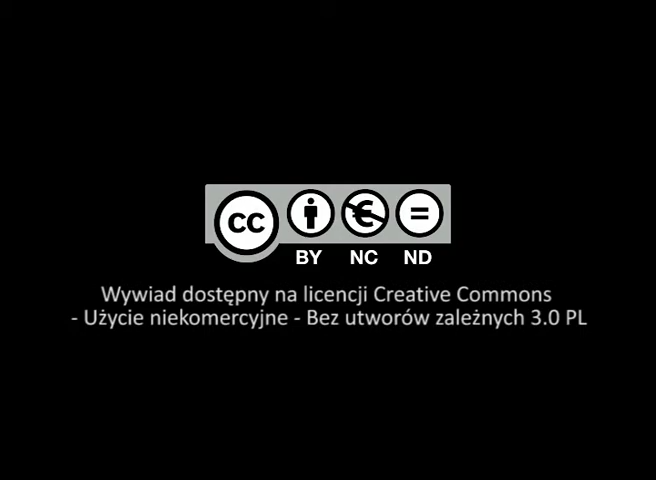 CC
BY NC ND
Wywiad dostępny na licencji Creative Commons
- Użycie niekomercyjne - Bez utworów zależnych 3.0 PL